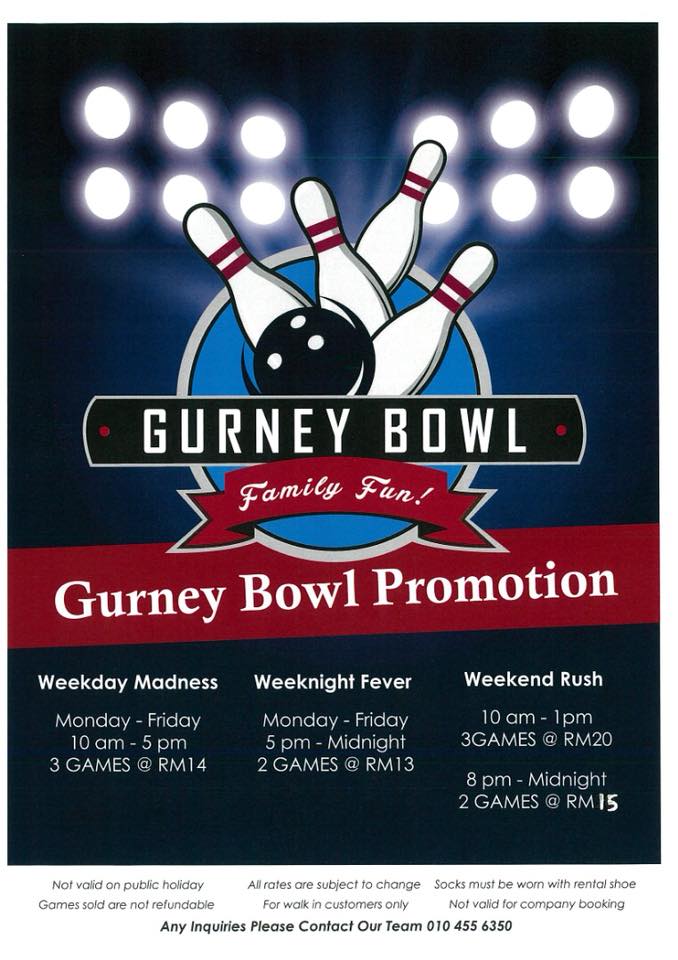 GURNEY BOWL
Family Fun!
Gurney Bowl Promotion
Weekday Madness
Monday - Friday
10 am - 5 pm
3 GAMES @ RM14
Weeknight Fever
Monday - Friday
5 pm - Midnight
2 GAMES @ RM13
Weekend Rush
10 am - 1pm
3GAMES @ RM20
8 pm - Midnight
2 GAMES @ RM15
Not valid on public holiday
Games sold are not refundable
All rates are subject to change
For walk in customers only
Socks must be worn with rental shoe
Not valid for company booking
Any Inquiries Please Contact Our Team 010 455 6350